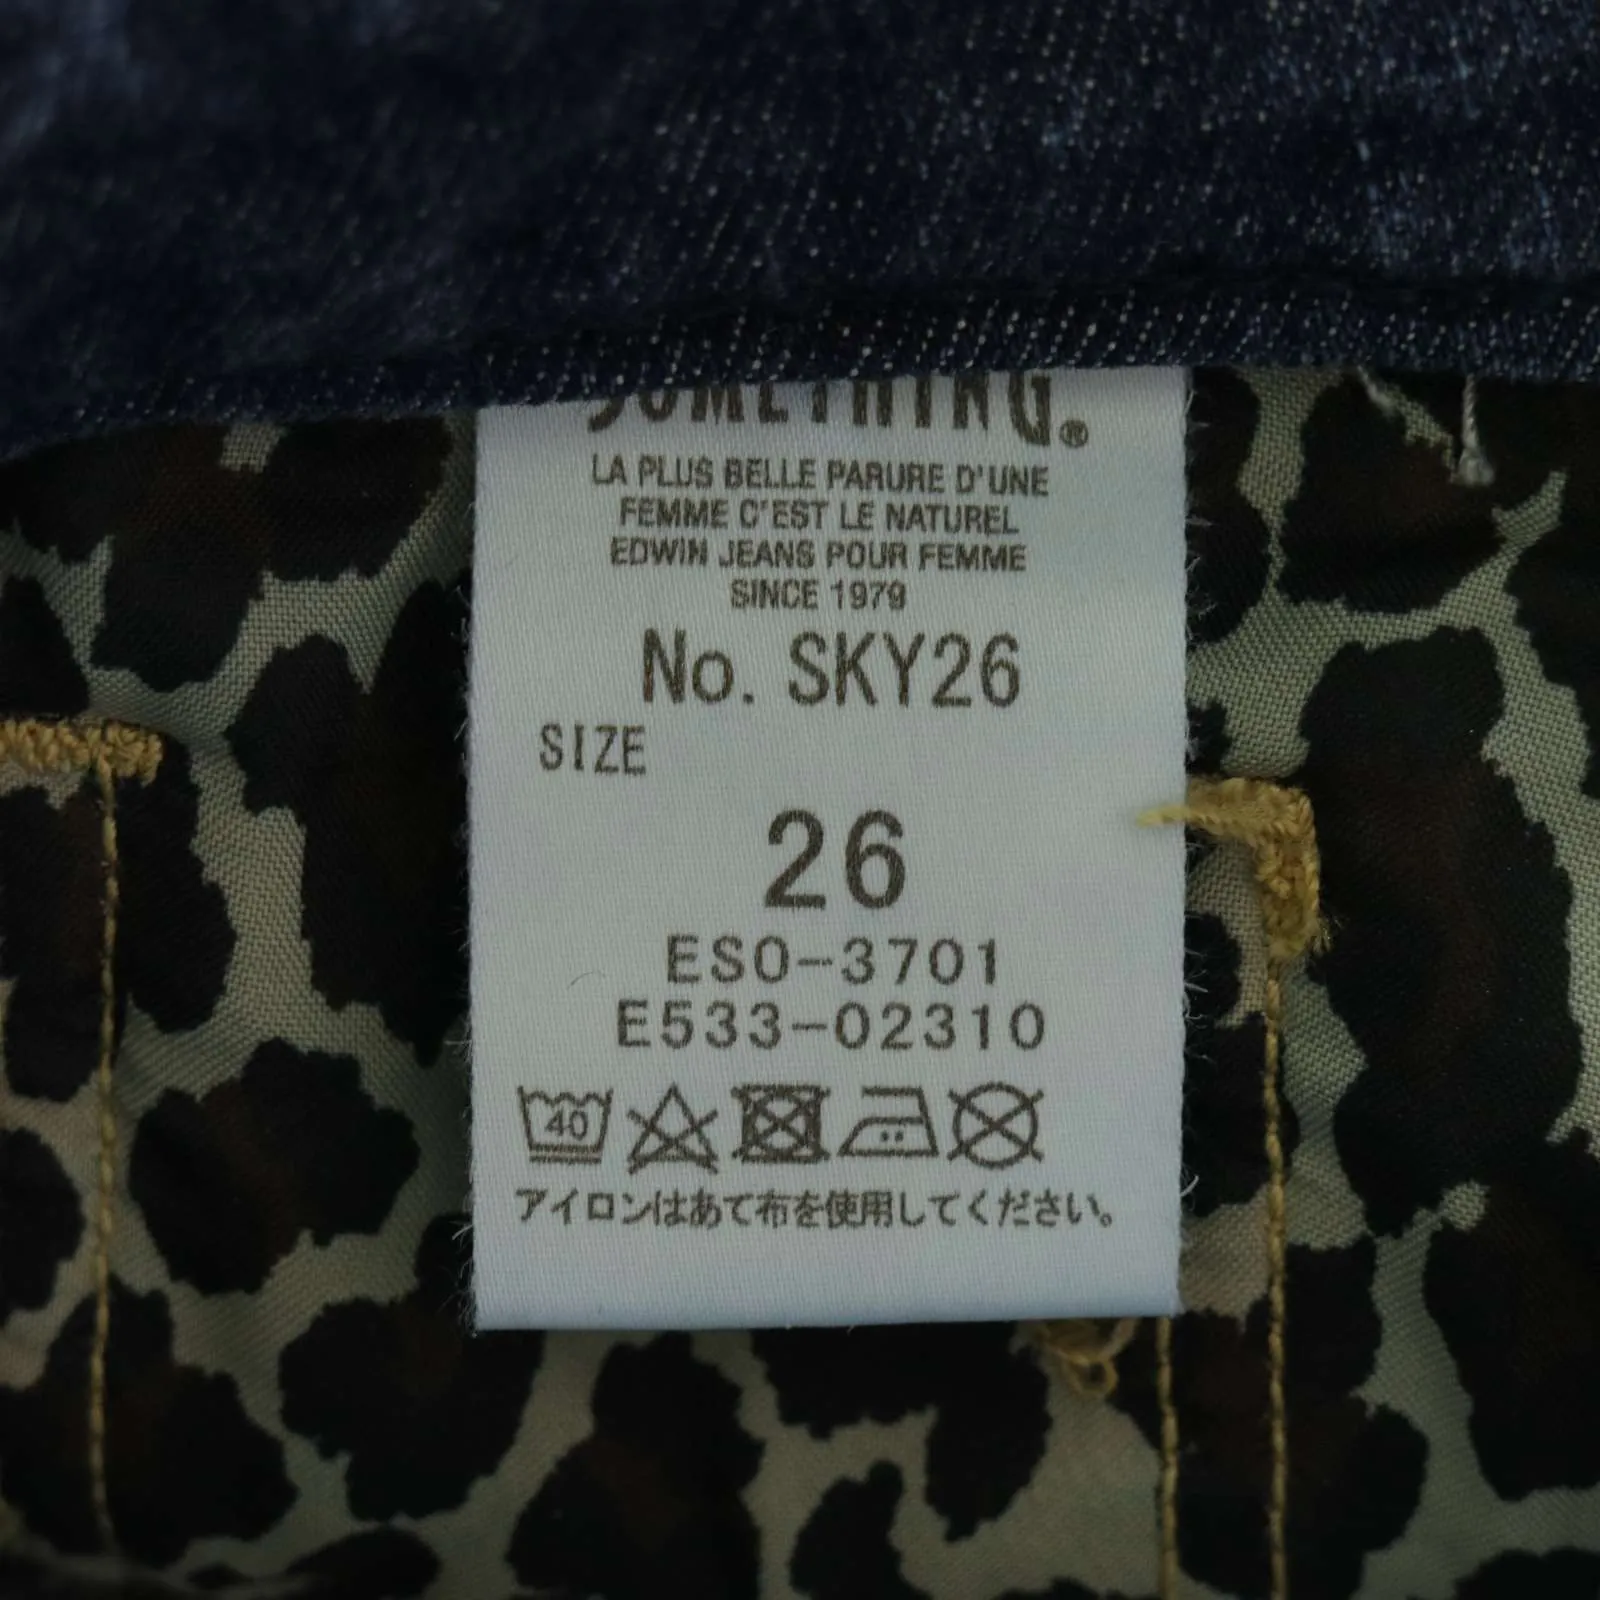 SOMETHING®
LA PLUS BELLE PARURE D'UNE
FEMME C'EST LE NATUREL
EDWIN JEANS POUR FEMME
SINCE 1979
No. SKY26
SIZE
26
ESO-3701
E533-02310
40
アイロンはあて布を使用してください。